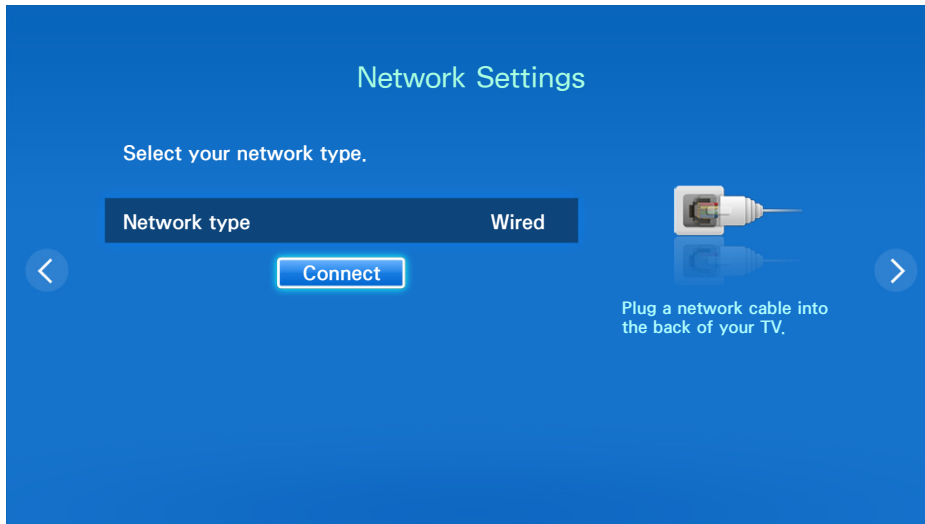 Network Settings
Select your network type.
Network type Wired
Connect
Plug a network cable into
the back of your TV.